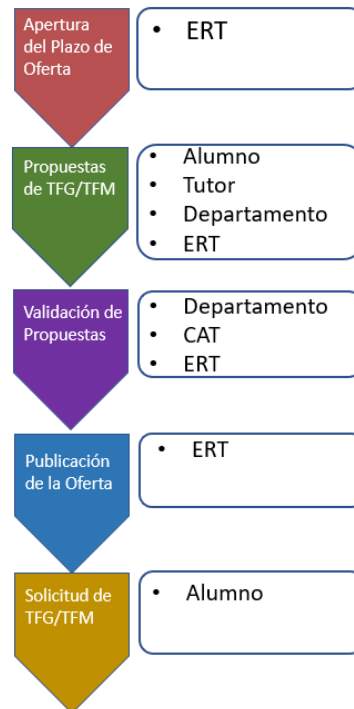 Apertura
del Plazo de
Oferta
• ERT
Propuestas
de TFG/TFM
• Alumno
• Tutor
• Departamento
• ERT
Validación de
Propuestas
• Departamento
• CAT
• ERT
Publicación
de la Oferta
• ERT
Solicitud de
TFG/TFM
• Alumno